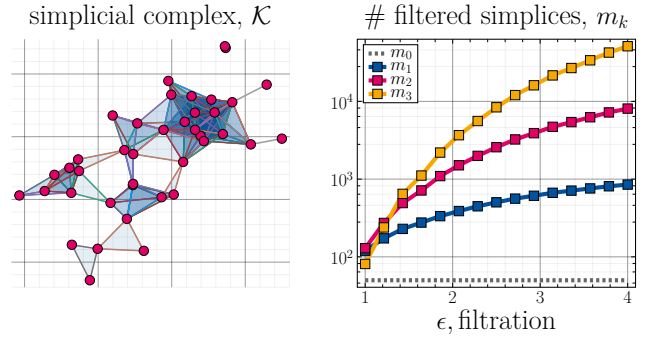 simplicial complex, 𝒦
# filtered simplices, m_k
m_0
m_1
m_2
m_3
10^4
10^3
10^2
1 2 3 4
ϵ, filtration